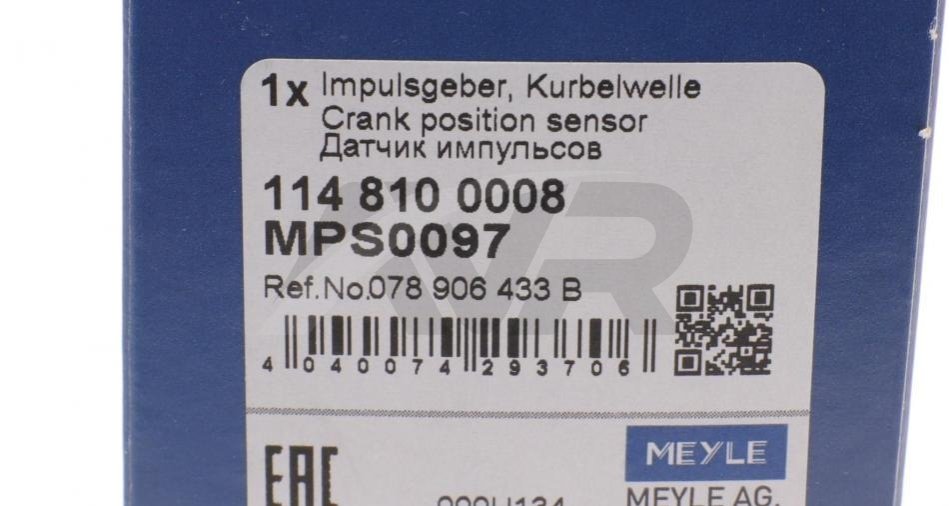 1x Impulsgeber, Kurbelwelle
Crank position sensor
Датчик импульсов
114 810 0008
MPS0097
Ref.No.078 906 433 B
4 040074 293706
EAC
MEYLE
MEYLE AG.